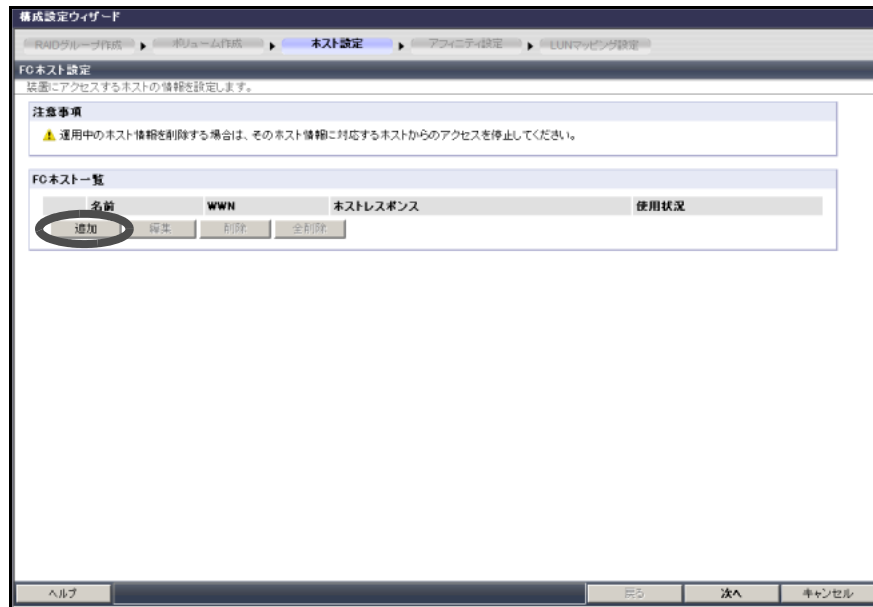 構成設定ウィザード
RAIDグループ作成 ボリューム作成 ホスト設定 アフィニティ設定 LUNマッピング設定
FCホスト設定
装置にアクセスするホストの情報を設定します。
注意事項
運用中のホスト情報を削除する場合は、そのホスト情報に対応するホストからのアクセスを停止してください。
FCホスト一覧
名前 WWN ホストレスポンス 使用状況
追加 編集 削除 全削除
ヘルプ 戻る 次へ キャンセル